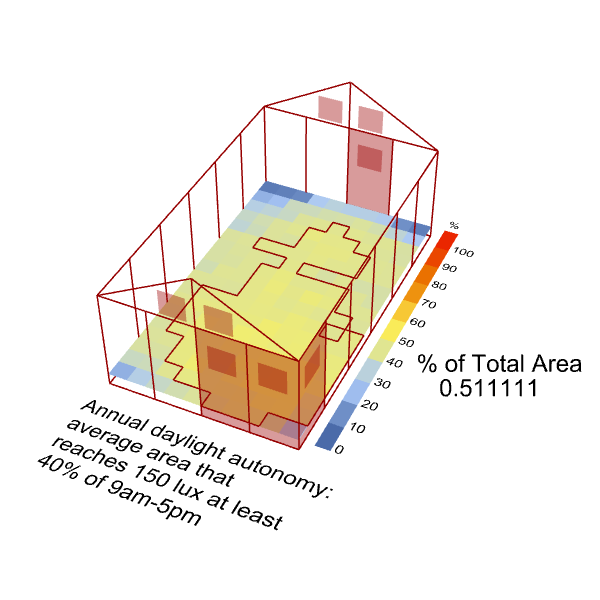 %
100
90
80
70
60
50
40
30
20
10
0
% of Total Area
0.511111
Annual daylight autonomy:
average area that
reaches 150 lux at least
40% of 9am-5pm